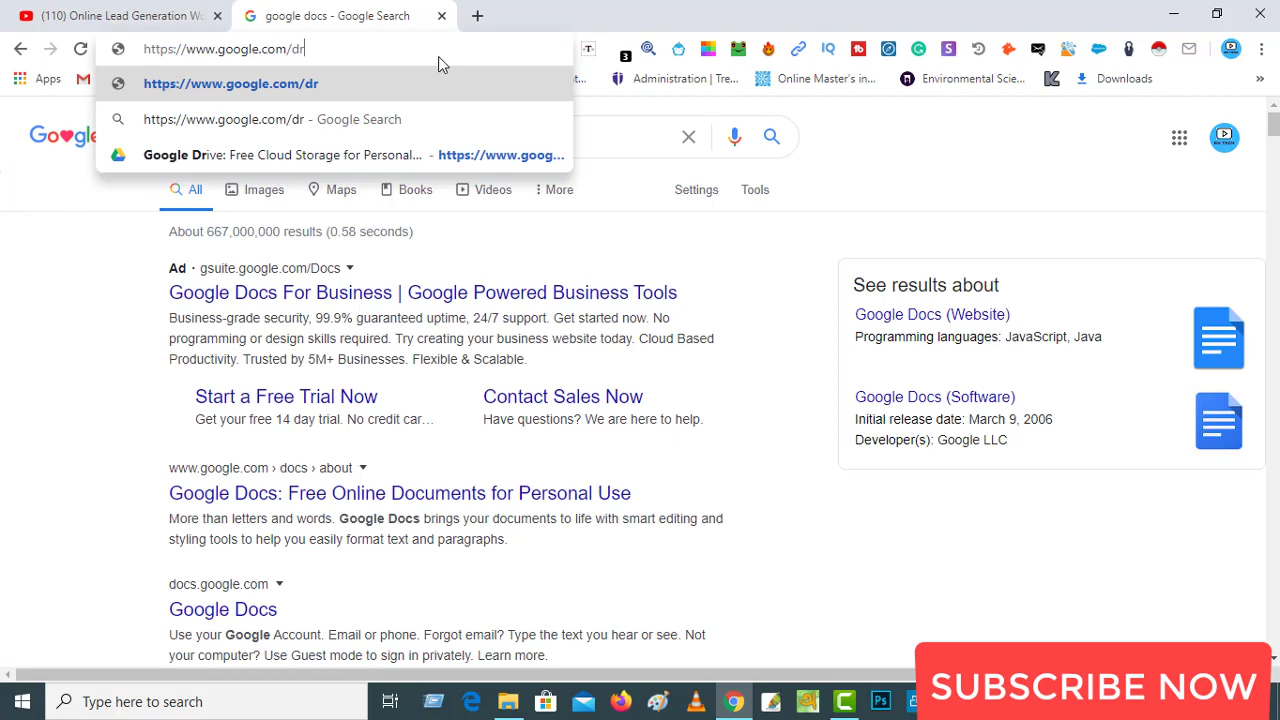 (110) Online Lead Generation Wo
google docs - Google Search
https://www.google.com/dr
https://www.google.com/dr
https://www.google.com/dr - Google Search
Google Drive: Free Cloud Storage for Personal... - https://www.goog...
3
IQ
Apps
Administration | Ter
Online Master's in...
Environmental Scien...
Downloads
»
All
Images
Maps
Books
Videos
More
Settings
Tools
About 667,000,000 results (0.58 seconds)
Ad · gsuite.google.com/Docs
Google Docs For Business | Google Powered Business Tools
Business-grade security, 99.9% guaranteed uptime, 24/7 support. Get started now. No
programming or design skills required. Try creating your business website today. Cloud Based
Productivity. Trusted by 5M+ Businesses. Flexible & Scalable.
Start a Free Trial Now
Get your free 14 day trial. No credit car...
Contact Sales Now
Have questions? We are here to help.
www.google.com › docs › about
Google Docs: Free Online Documents for Personal Use
More than letters and words. Google Docs brings your documents to life with smart editing and
styling tools to help you easily format text and paragraphs.
docs.google.com
Google Docs
Use your Google Account. Email or phone. Forgot email? Type the text you hear or see. Not
your computer? Use Guest mode to sign in privately. Learn more.
See results about
Google Docs (Website)
Programming languages: JavaScript, Java
Google Docs (Software)
Initial release date: March 9, 2006
Developer(s): Google LLC
SUBSCRIBE NOW
Type here to search
Ps